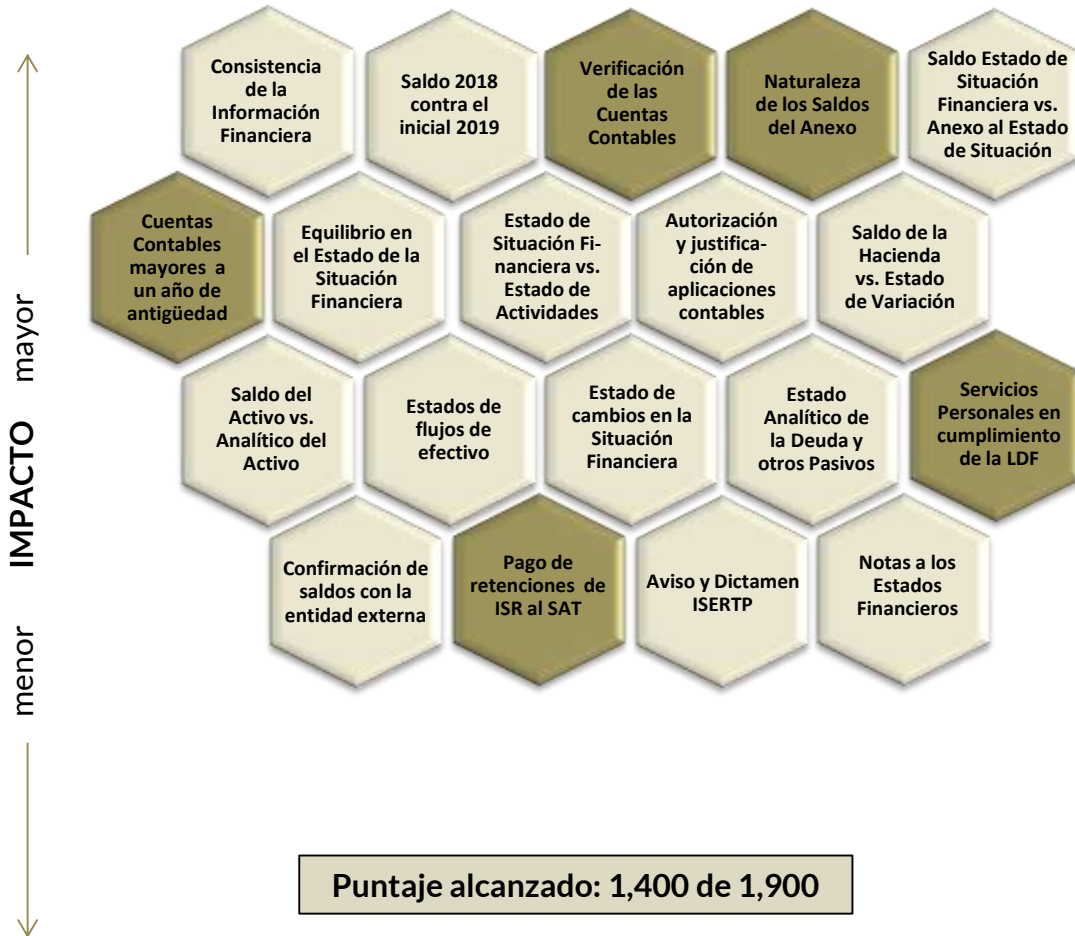 Consistencia
de la
Información
Financiera
Saldo 2018
contra el
inicial 2019
Verificación
de las
Cuentas
Contables
Naturaleza
de los Saldos
del Anexo
Saldo Estado de
Situación
Financiera vs.
Anexo al Estado
de Situación
Cuentas
Contables
mayores a
un año de
antigüedad
Equilibrio en
el Estado de la
Situación
Financiera
Estado de
Situación Fi-
nanciera vs.
Estado de
Actividades
Autorización
y justifica-
ción de
aplicaciones
contables
Saldo de la
Hacienda
vs. Estado
de Variación
Saldo del
Activo vs.
Analítico del
Activo
Estados de
flujos de
efectivo
Estado de
cambios en la
Situación
Financiera
Estado
Analítico de
la Deuda y
otros Pasivos
Servicios
Personales en
cumplimiento
de la LDF
Confirmación de
saldos con la
entidad externa
Pago de
retenciones de
ISR al SAT
Aviso y Dictamen
ISERTP
Notas a los
Estados
Financieros
menor IMPACTO mayor
Puntaje alcanzado: 1,400 de 1,900